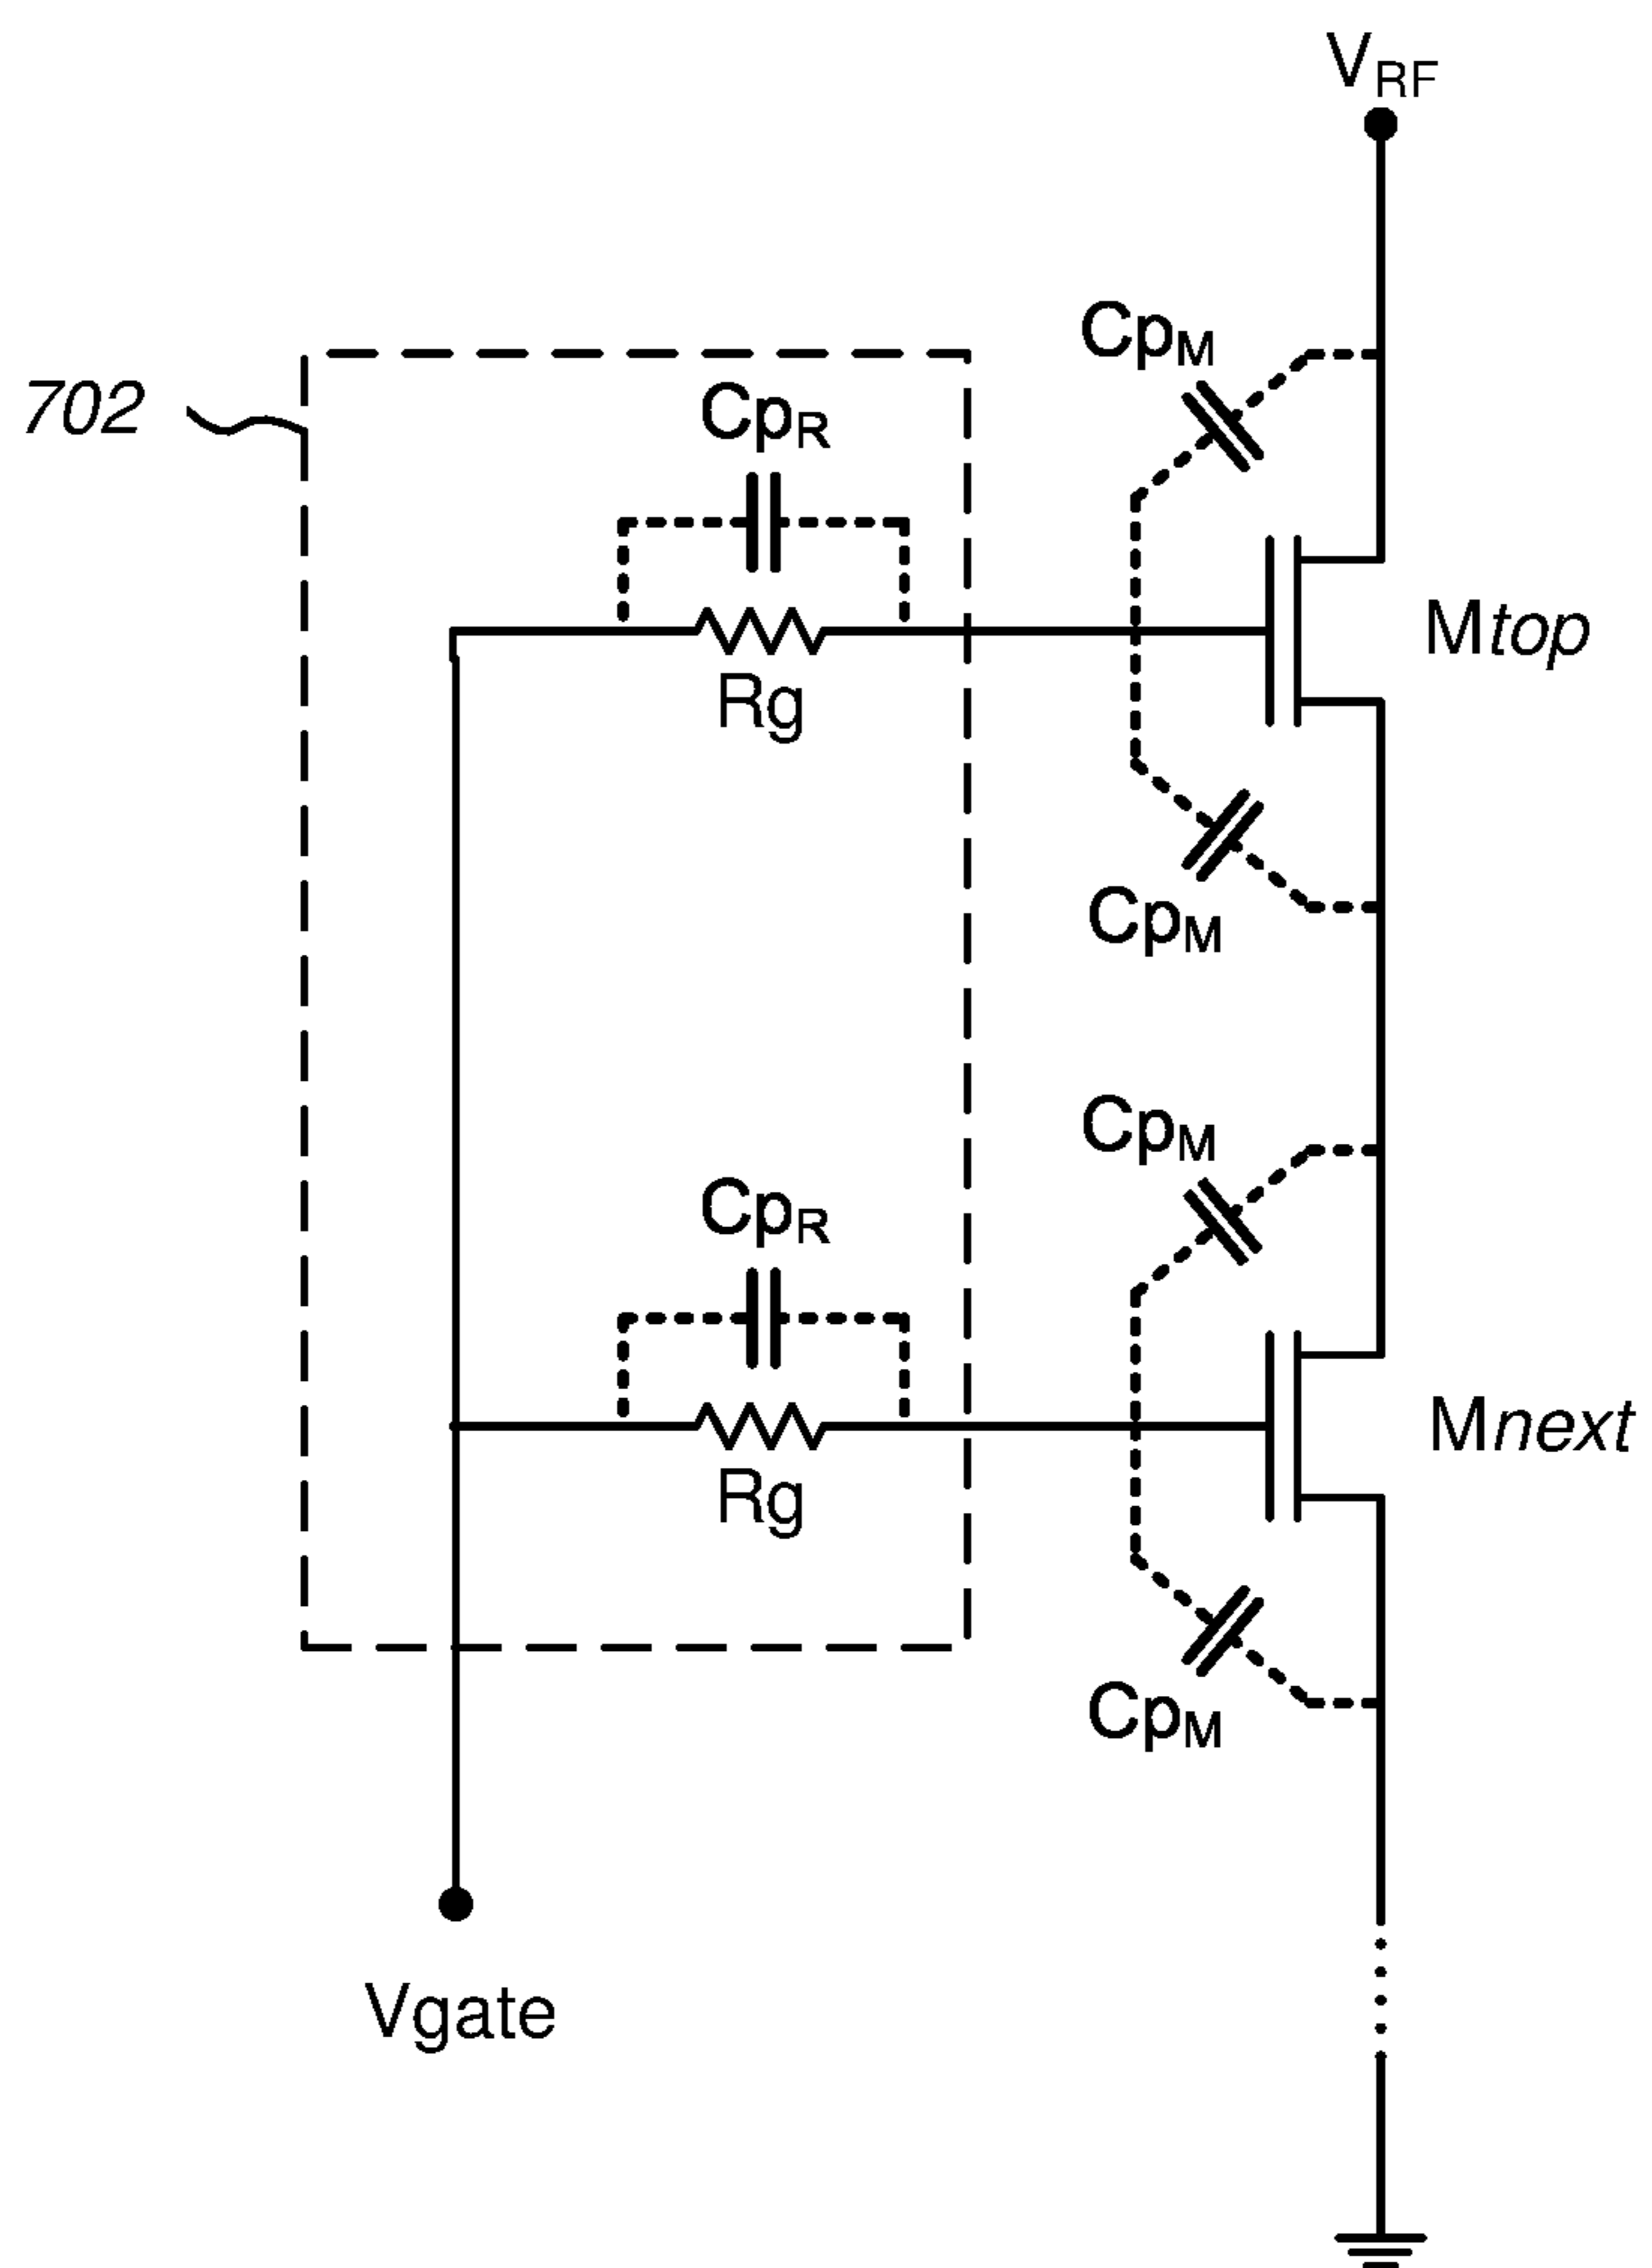 V_RF
Cp_M
702
Cp_R
Mtop
Rg
Cp_M
Cp_M
Cp_R
Mnext
Rg
Cp_M
Vgate